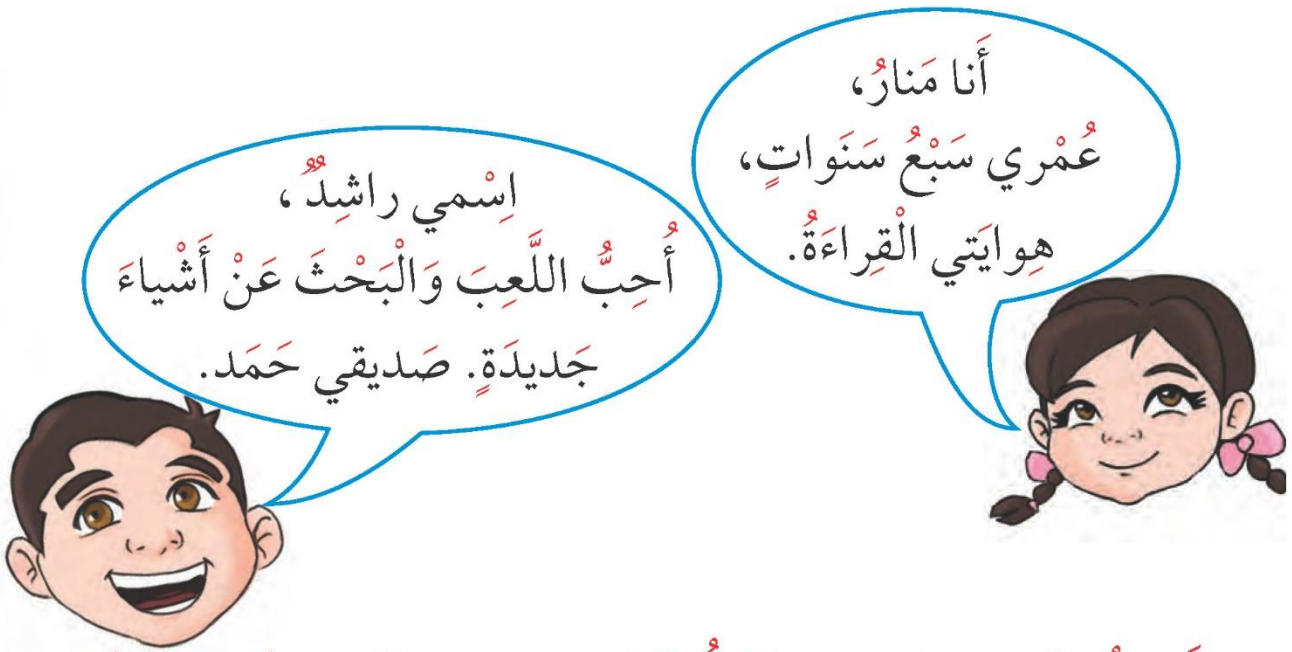 أَنا مَنارُ،
عُمْري سَبْعُ سَنَواتٍ،
هِوايَتي الْقِراءَةُ.
اِسْمي راشِدٌ،
أُحِبُّ اللَّعِبَ وَالْبَحْثَ عَنْ أَشْياءَ
جَديدَةٍ. صَديقي حَمَد.